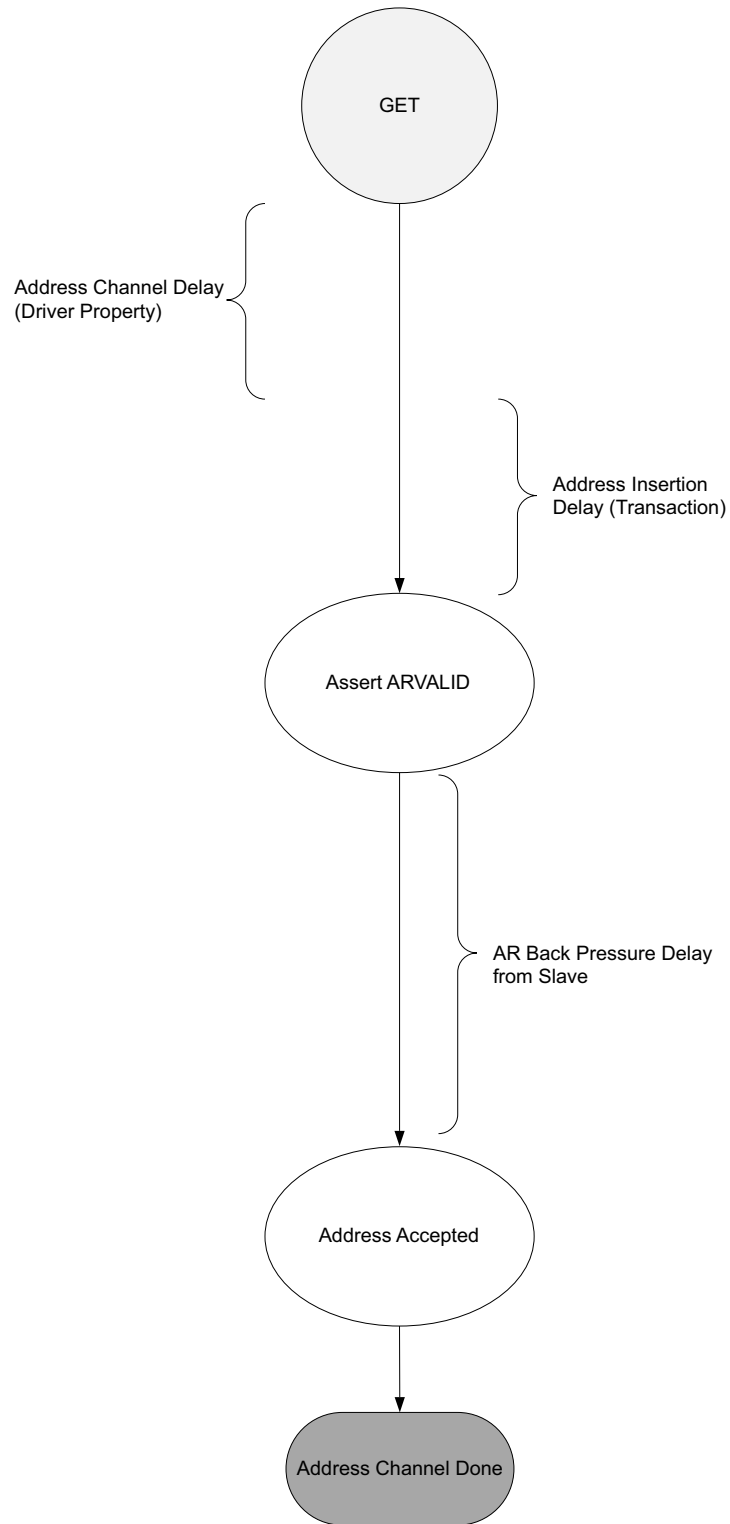 GET
Address Channel Delay
(Driver Property)
Address Insertion
Delay (Transaction)
Assert ARVALID
AR Back Pressure Delay
from Slave
Address Accepted
Address Channel Done